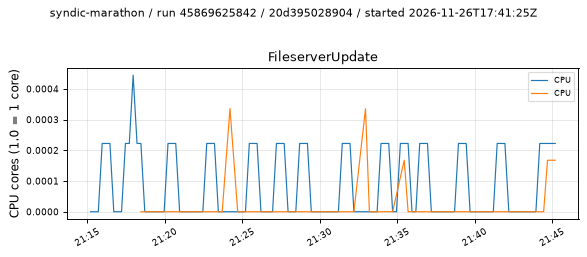 syndic-marathon / run 45869625842 / 20d395028904 / started 2026-11-26T17:41:25Z
FileserverUpdate
CPU cores (1.0 = 1 core)
0.0004
0.0003
0.0002
0.0001
0.0000
CPU
CPU
21:15
21:20
21:25
21:30
21:35
21:40
21:45